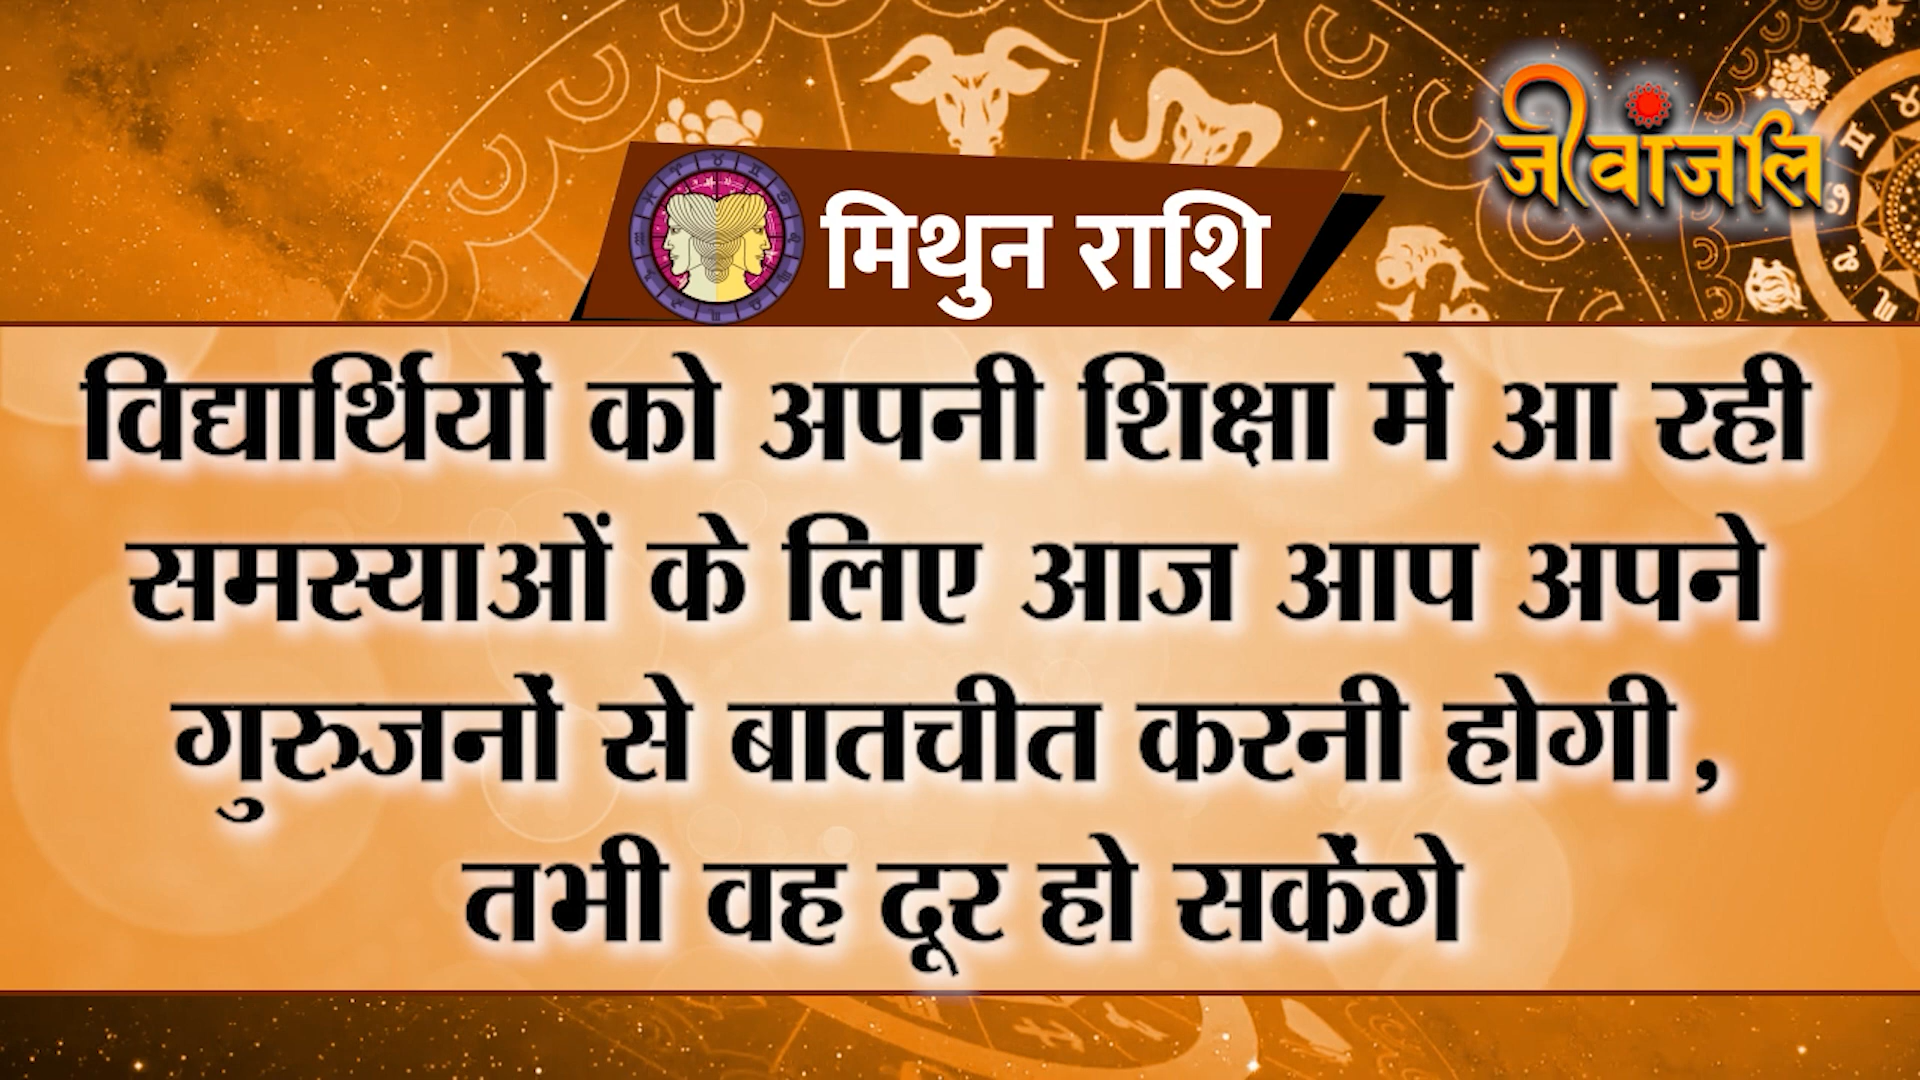 जीवांजलि
मिथुन राशि
विद्यार्थियों को अपनी शिक्षा में आ रही
समस्याओं के लिए आज आप अपने
गुरुजनों से बातचीत करनी होगी,
तभी वह दूर हो सकेंगे